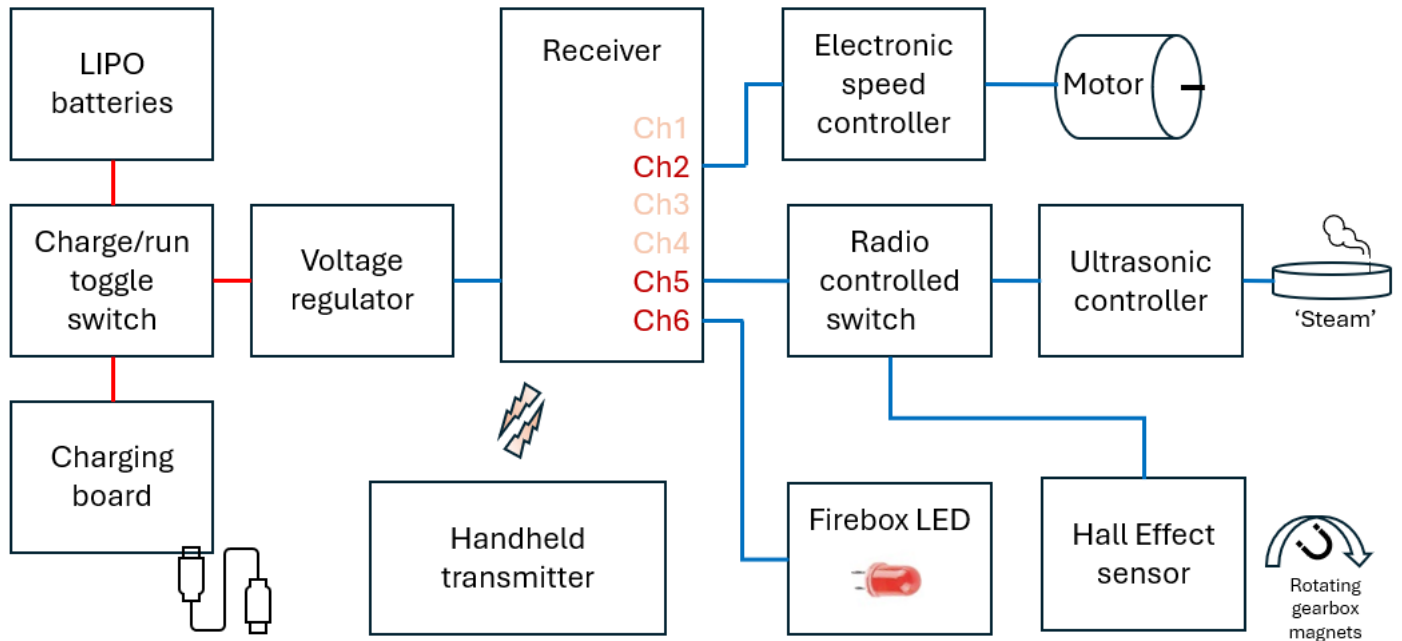 LIPO
batteries
Receiver
Ch1
Ch2
Ch3
Ch4
Ch5
Ch6
Electronic
speed
controller
Motor
Charge/run
toggle
switch
Voltage
regulator
Radio
controlled
switch
Ultrasonic
controller
‘Steam’
Charging
board
Handheld
transmitter
Firebox LED
Hall Effect
sensor
Rotating
gearbox
magnets